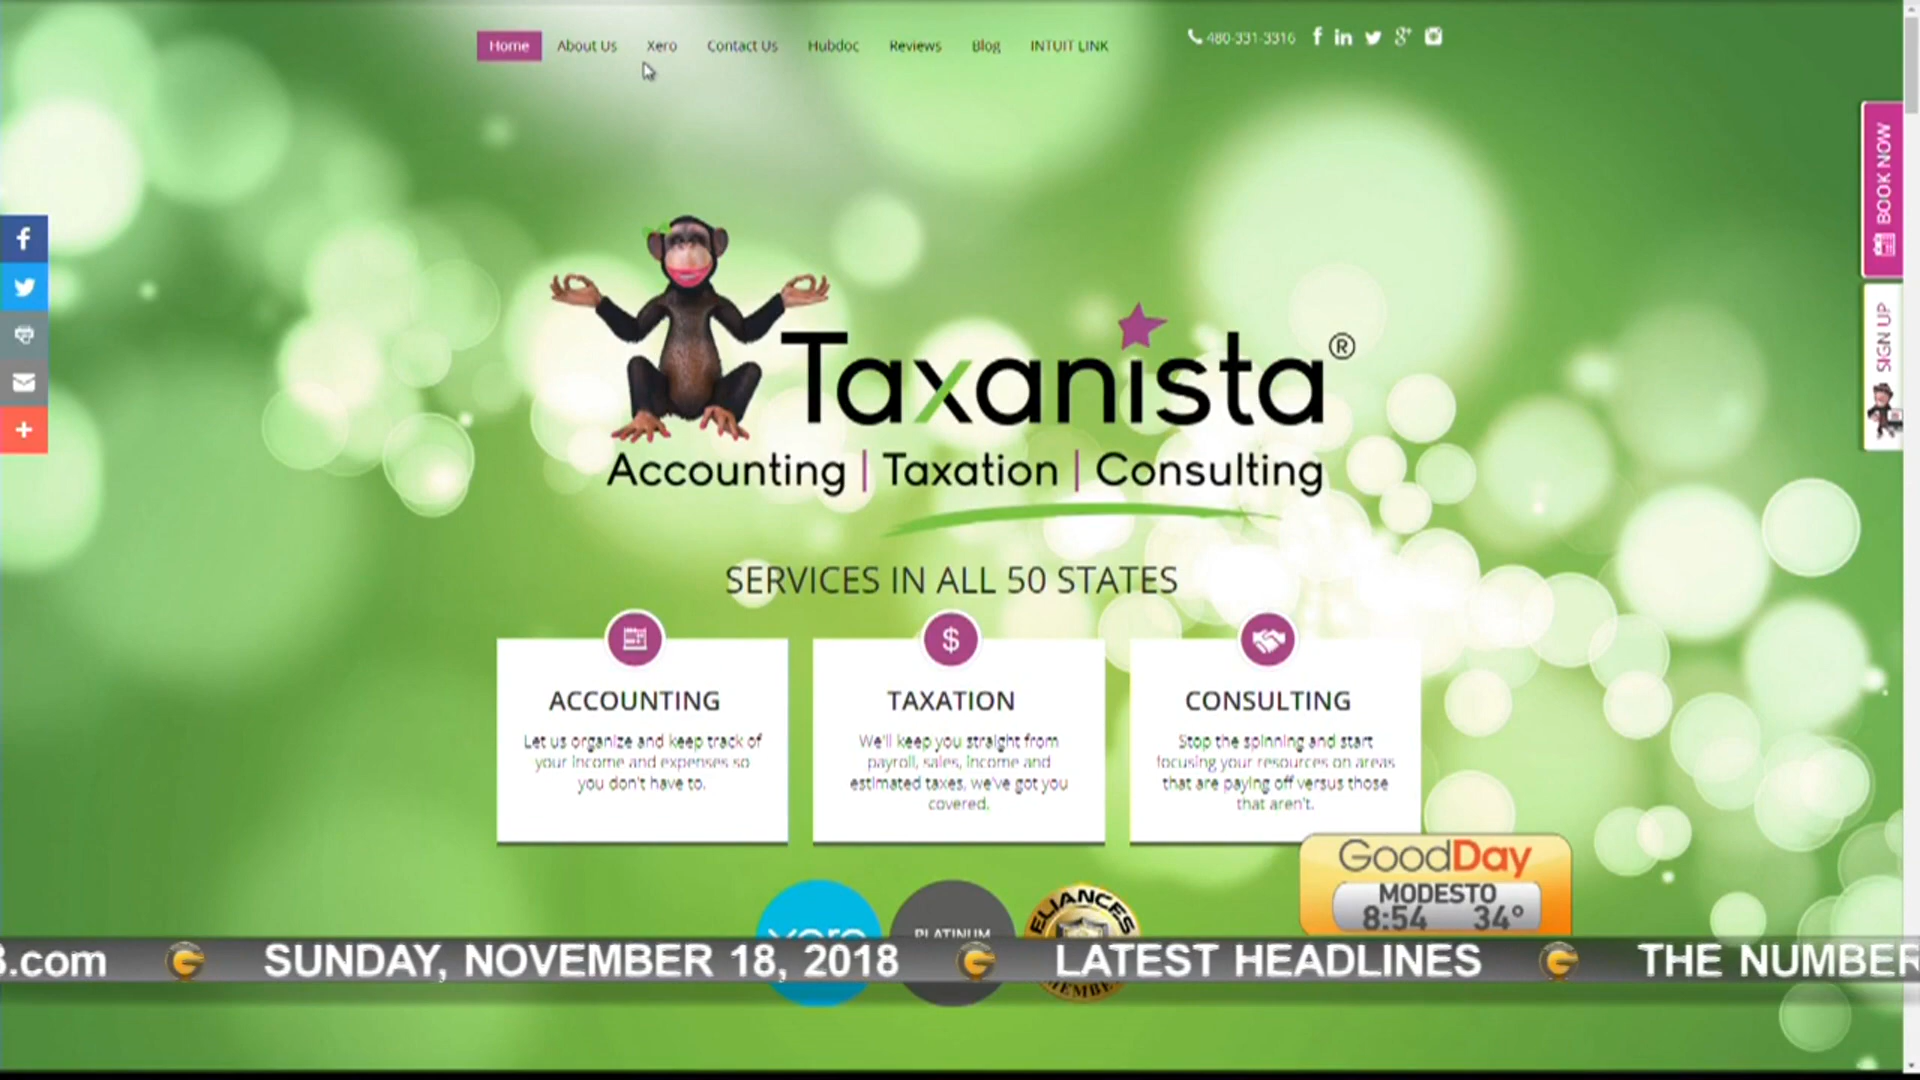 Home About Us Xero Contact Us Hubdoc Reviews Blog INTUIT LINK
480-331-3316
BOOK NOW
SIGN UP
Taxanista®
Accounting | Taxation | Consulting
SERVICES IN ALL 50 STATES
ACCOUNTING
Let us organize and keep track of
your income and expenses so
you don't have to.
$
TAXATION
We'll keep you straight from
payroll, sales, income and
estimated taxes, we've got you
covered.
CONSULTING
Stop the spinning and start
focusing your resources on areas
that are paying off versus those
that aren't.
xero
PLATINUM
ELIANCES
MEMBE
GoodDay
MODESTO
8:54 34°
.com SUNDAY, NOVEMBER 18, 2018 LATEST HEADLINES THE NUMBER